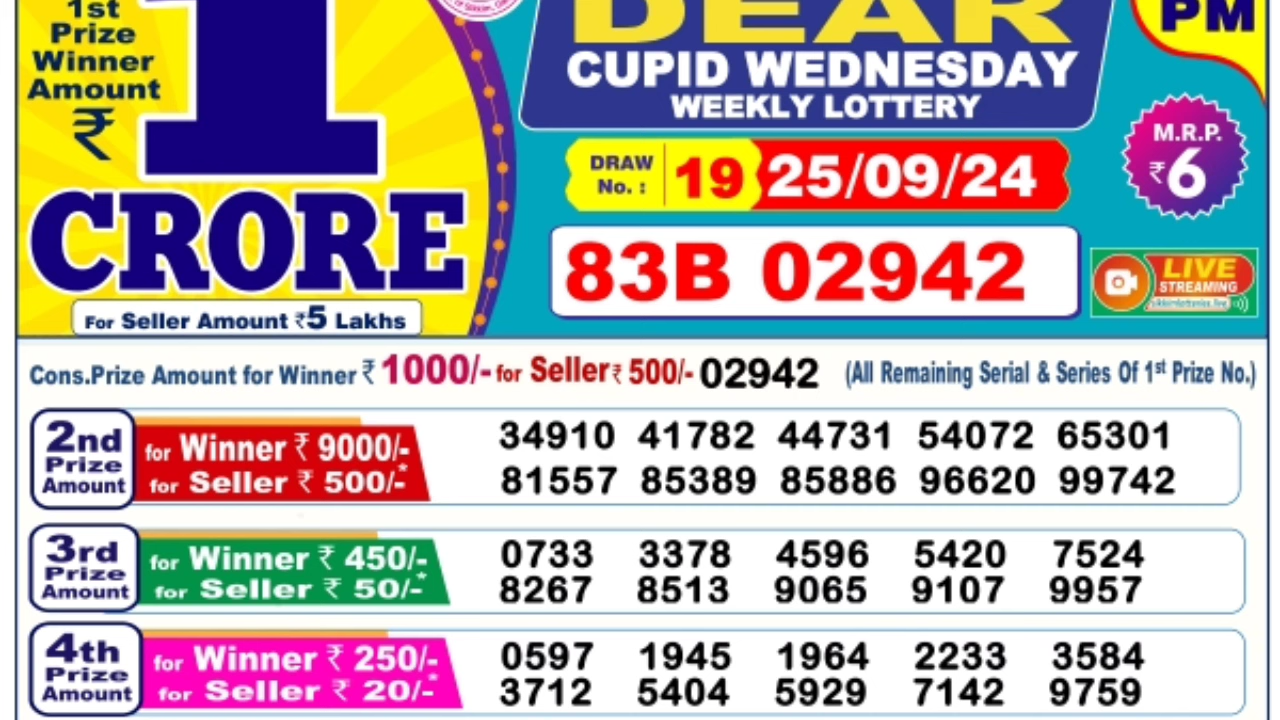 1st
Prize
Winner
Amount
₹
1
CRORE
For Seller Amount ₹5 Lakhs
DEAR
CUPID WEDNESDAY
WEEKLY LOTTERY
PM
DRAW
No. :
19
25/09/24
M.R.P.
₹6
83B 02942
LIVE
STREAMING
Cons.Prize Amount for Winner ₹ 1000/- for Seller ₹ 500/- 02942 (All Remaining Serial & Series Of 1st Prize No.)
2nd
Prize
Amount
for Winner ₹ 9000/-
for Seller ₹ 500/-*
34910 41782 44731 54072 65301
81557 85389 85886 96620 99742
3rd
Prize
Amount
for Winner ₹ 450/-
for Seller ₹ 50/-*
0733 3378 4596 5420 7524
8267 8513 9065 9107 9957
4th
Prize
Amount
for Winner ₹ 250/-
for Seller ₹ 20/-*
0597 1945 1964 2233 3584
3712 5404 5929 7142 9759